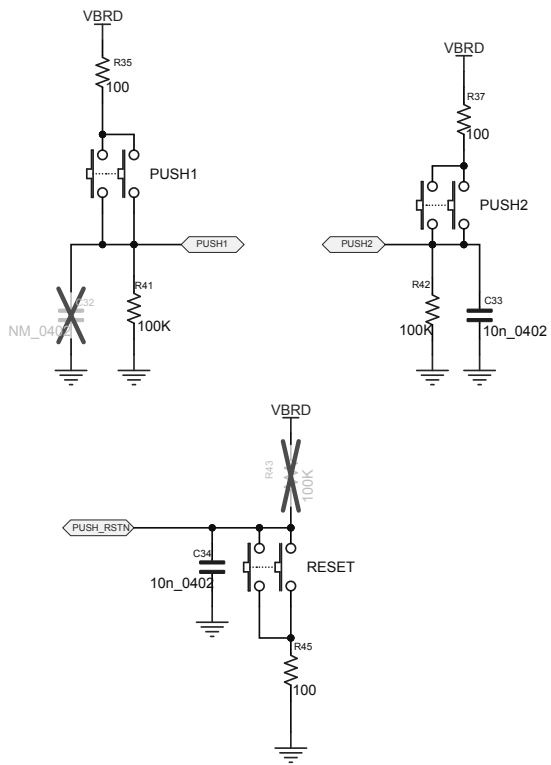 VBRD
R35
100
PUSH1
PUSH1
C32
NM_0402
R41
100K
VBRD
R37
100
PUSH2
PUSH2
R42
100K
C33
10n_0402
VBRD
R43
100K
PUSH_RSTN
C34
10n_0402
RESET
R45
100